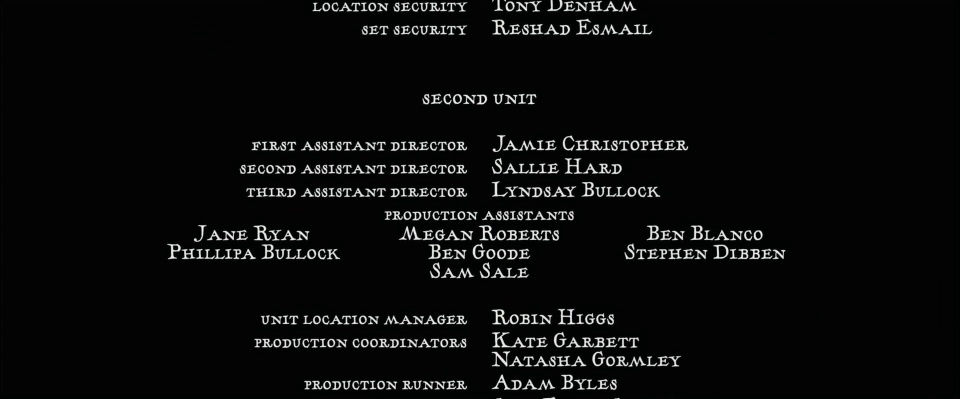 LOCATION SECURITY TONY DENHAM
SET SECURITY RESHAD ESMAIL
SECOND UNIT
FIRST ASSISTANT DIRECTOR JAMIE CHRISTOPHER
SECOND ASSISTANT DIRECTOR SALLIE HARD
THIRD ASSISTANT DIRECTOR LYNDSAY BULLOCK
PRODUCTION ASSISTANTS
JANE RYAN MEGAN ROBERTS BEN BLANCO
PHILLIPA BULLOCK BEN GOODE STEPHEN DIBBEN
SAM SALE
UNIT LOCATION MANAGER ROBIN HIGGS
PRODUCTION COORDINATORS KATE GARBETT
NATASHA GORMLEY
PRODUCTION RUNNER ADAM BYLES